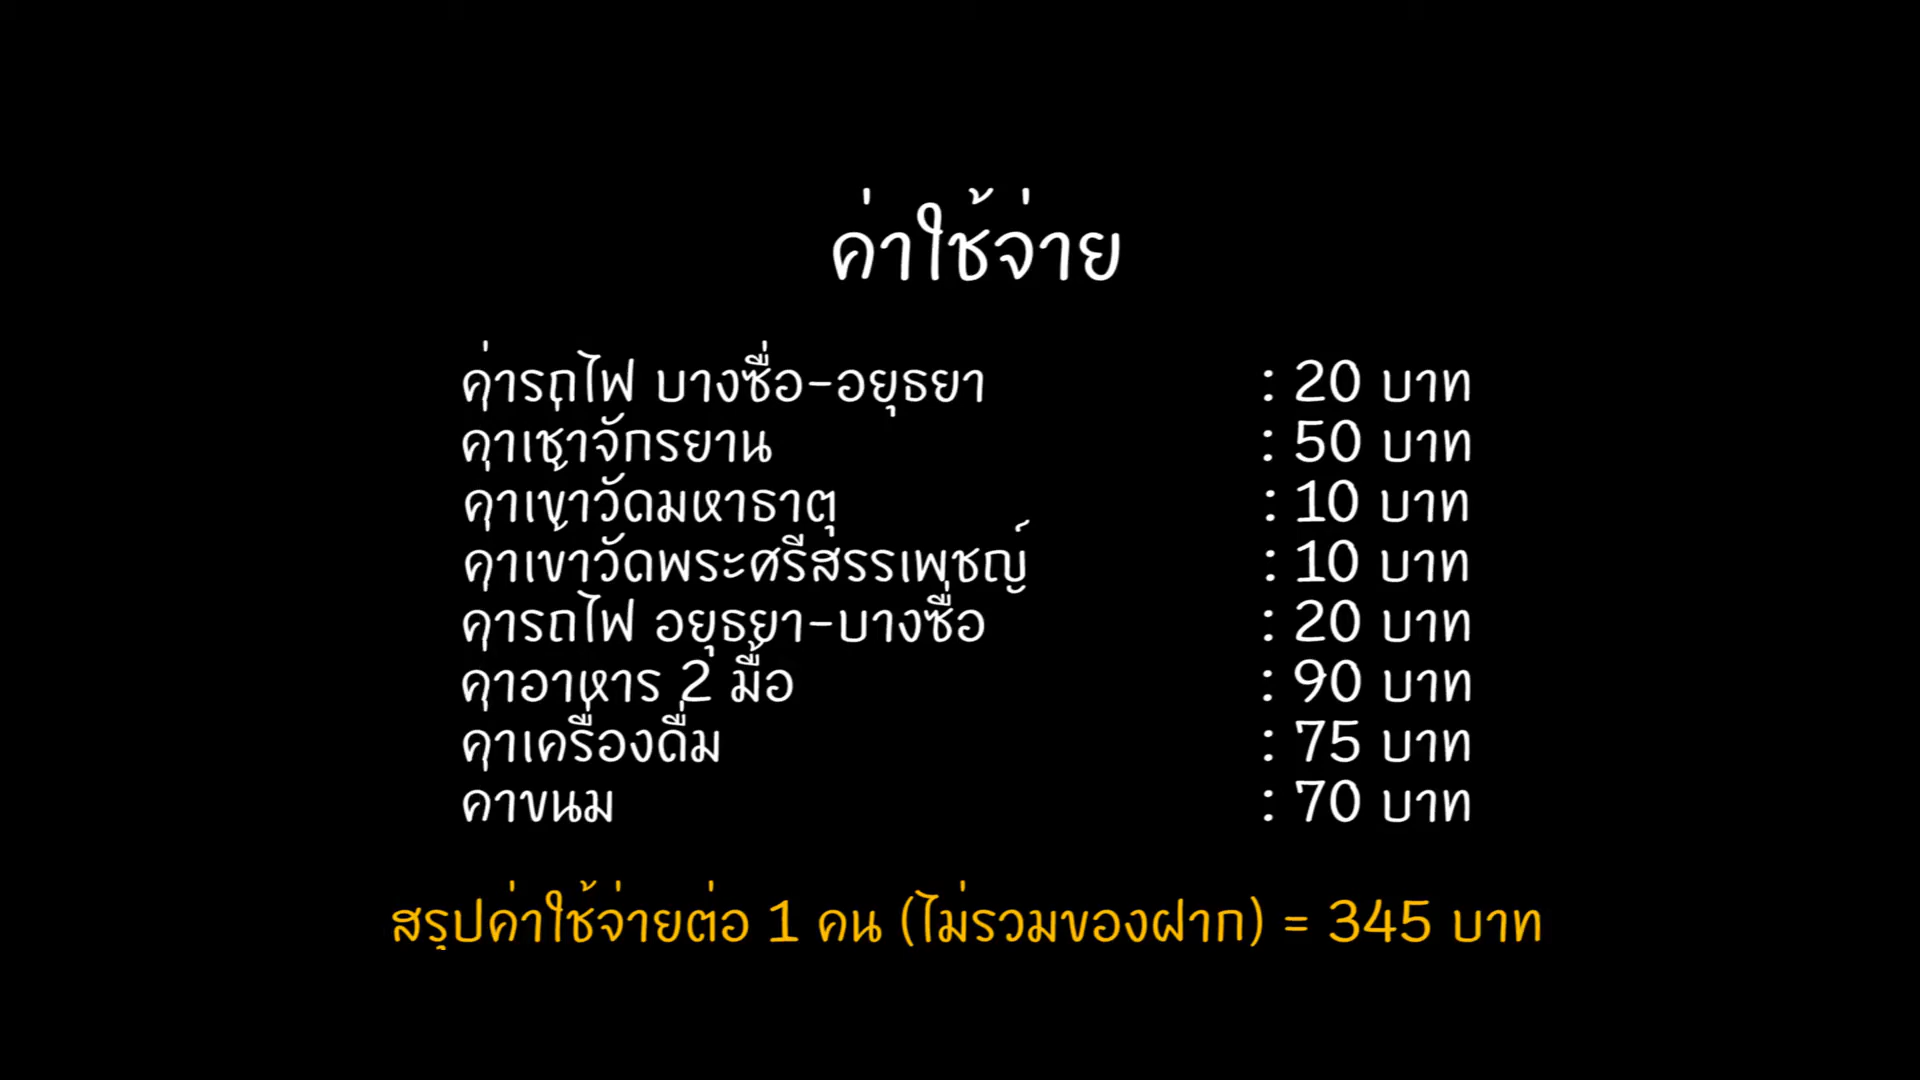 ค่าใช้จ่าย
ค่ารถไฟ บางซื่อ-อยุธยา : 20 บาท
ค่าเช่าจักรยาน : 50 บาท
ค่าเข้าวัดมหาธาตุ : 10 บาท
ค่าเข้าวัดพระศรีสรรเพชญ์ : 10 บาท
ค่ารถไฟ อยุธยา-บางซื่อ : 20 บาท
ค่าอาหาร 2 มื้อ : 90 บาท
ค่าเครื่องดื่ม : 75 บาท
ค่าขนม : 70 บาท
สรุปค่าใช้จ่ายต่อ 1 คน (ไม่รวมของฝาก) = 345 บาท